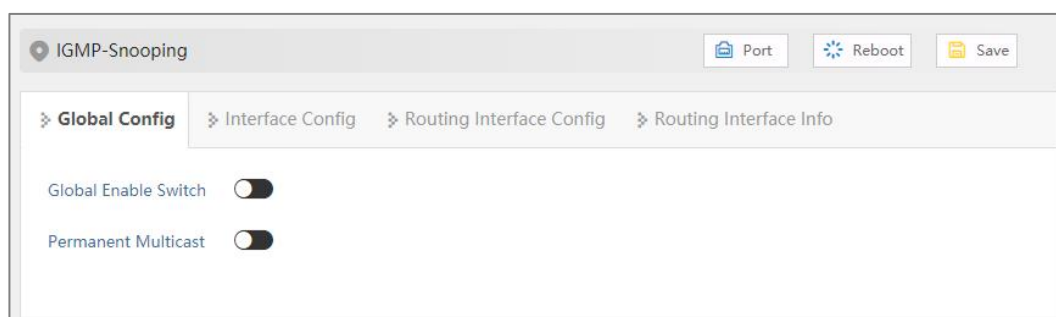 IGMP-Snooping Port Reboot Save
Global Config Interface Config Routing Interface Config Routing Interface Info
Global Enable Switch
Permanent Multicast